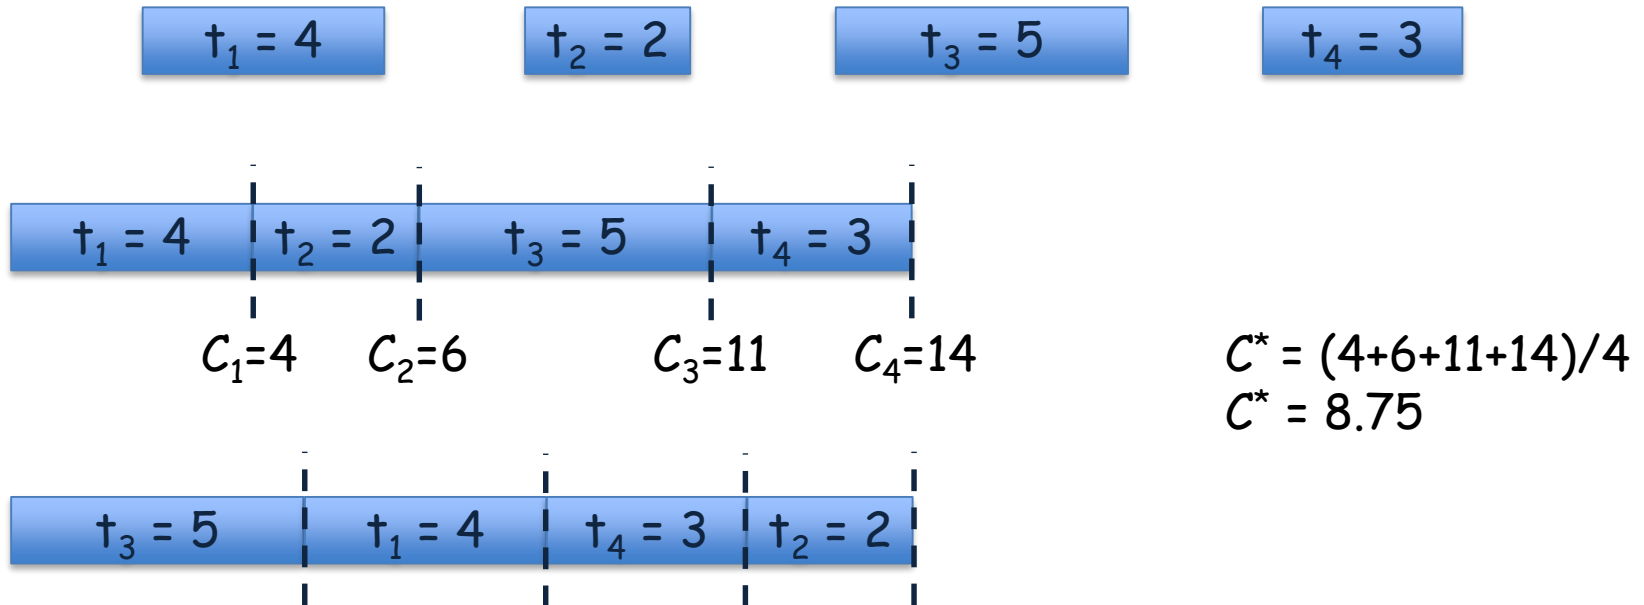 t₁ = 4 t₂ = 2 t₃ = 5 t₄ = 3
t₁ = 4 t₂ = 2 t₃ = 5 t₄ = 3
C₁=4 C₂=6 C₃=11 C₄=14 C* = (4+6+11+14)/4
C* = 8.75
t₃ = 5 t₁ = 4 t₄ = 3 t₂ = 2